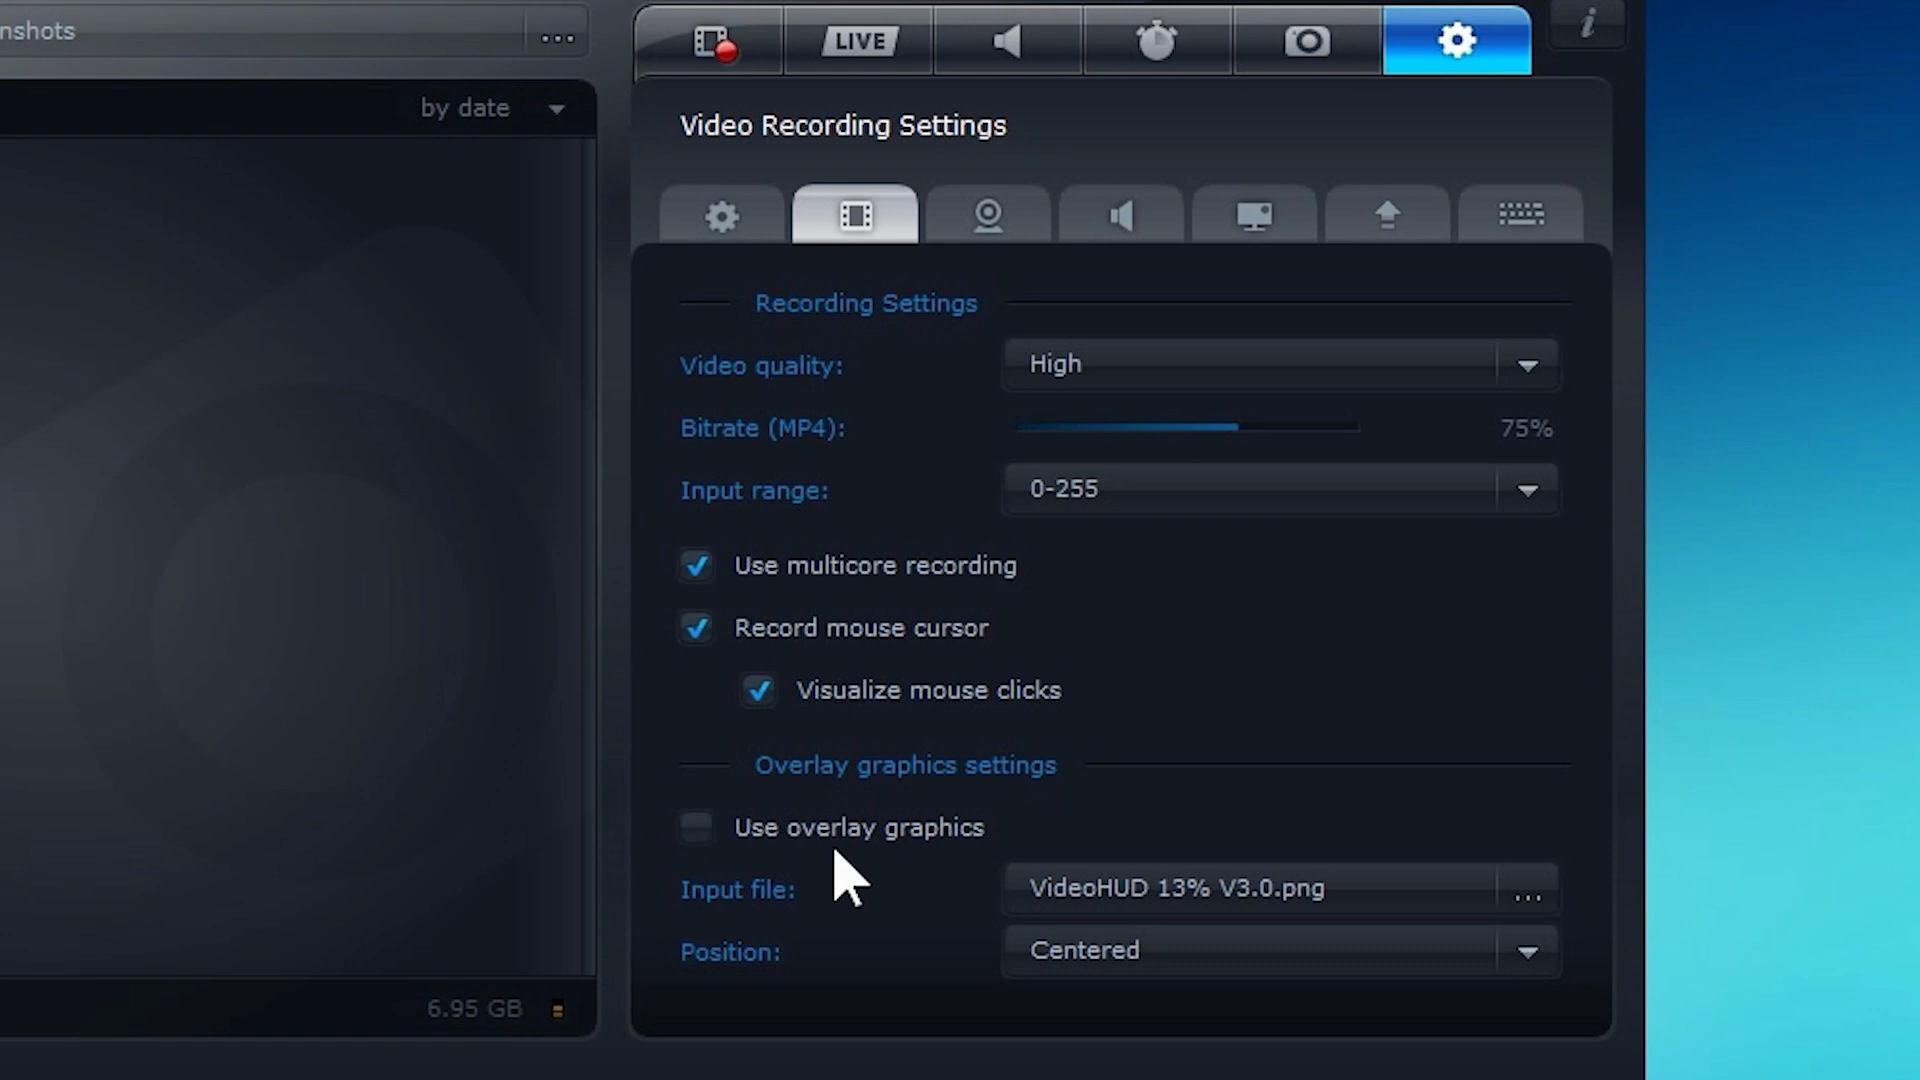 nshots
...
LIVE
i
by date
Video Recording Settings
Recording Settings
Video quality: High
Bitrate (MP4): 75%
Input range: 0-255
Use multicore recording
Record mouse cursor
Visualize mouse clicks
Overlay graphics settings
Use overlay graphics
Input file: VideoHUD 13% V3.0.png ...
Position: Centered
6.95 GB